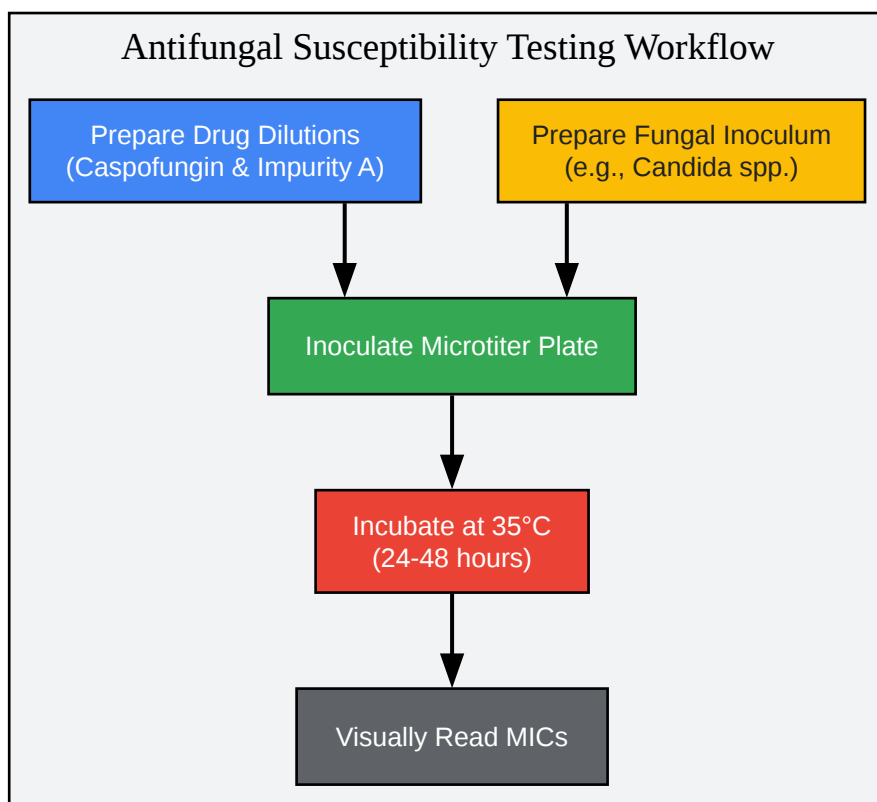 Antifungal Susceptibility Testing Workflow
Prepare Drug Dilutions
(Caspofungin & Impurity A)
Prepare Fungal Inoculum
(e.g., Candida spp.)
Inoculate Microtiter Plate
Incubate at 35°C
(24-48 hours)
Visually Read MICs